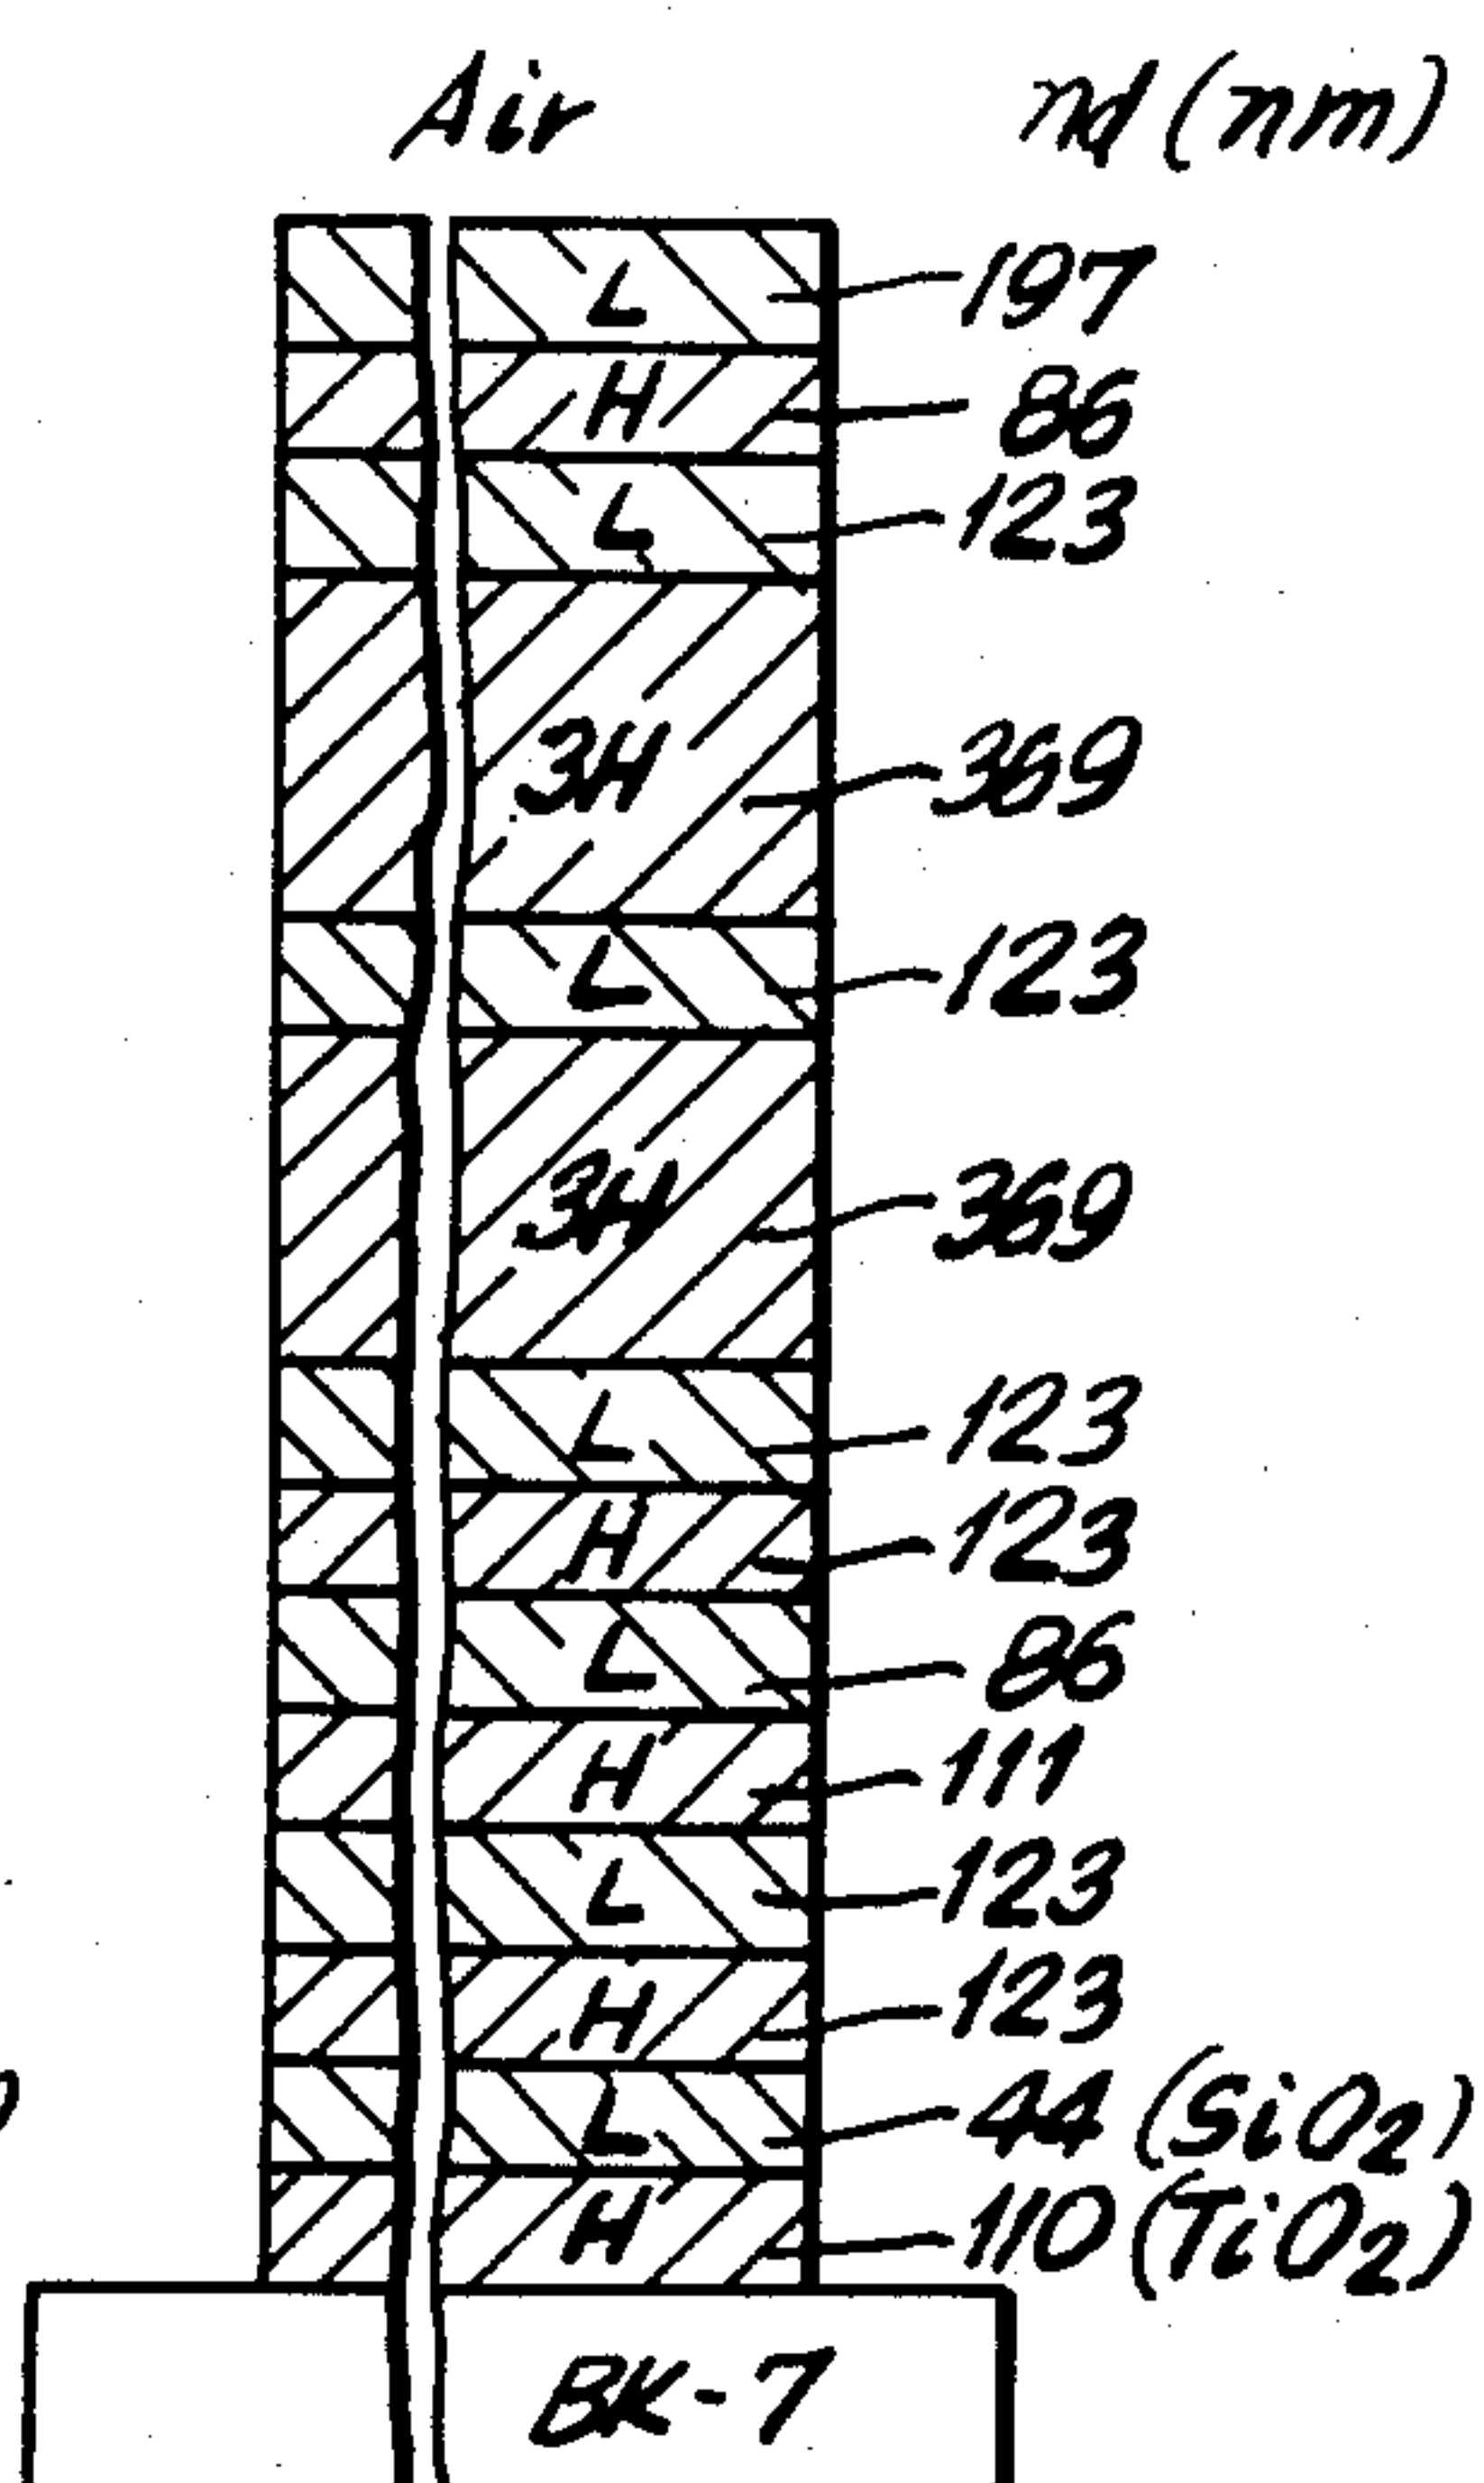 Air nd (nm)
L 197
H 86
L 123
3H 369
L 123
3H 369
L 123
H 123
L 86
H 111
L 123
H 123
L 44 (SiO2)
H 110 (TiO2)
BK-7